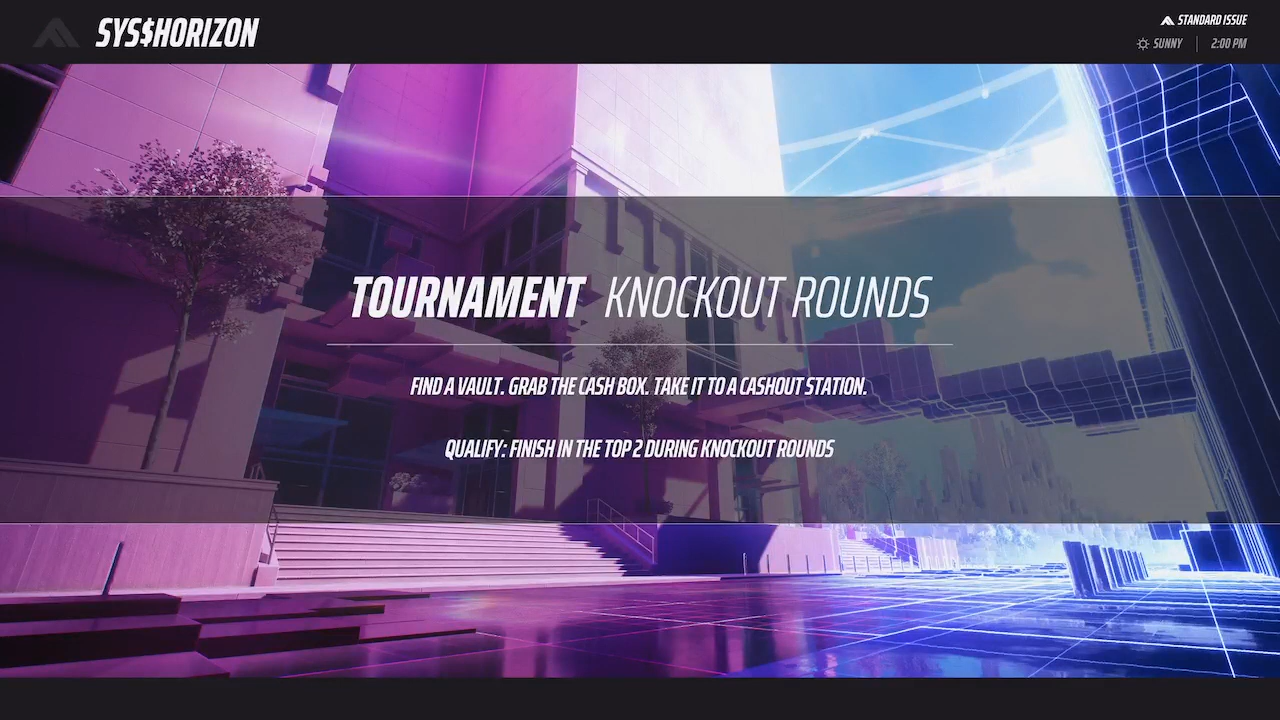 SYS$HORIZON
STANDARD ISSUE
SUNNY 2:00 PM
TOURNAMENT KNOCKOUT ROUNDS
FIND A VAULT. GRAB THE CASH BOX. TAKE IT TO A CASHOUT STATION.
QUALIFY: FINISH IN THE TOP 2 DURING KNOCKOUT ROUNDS